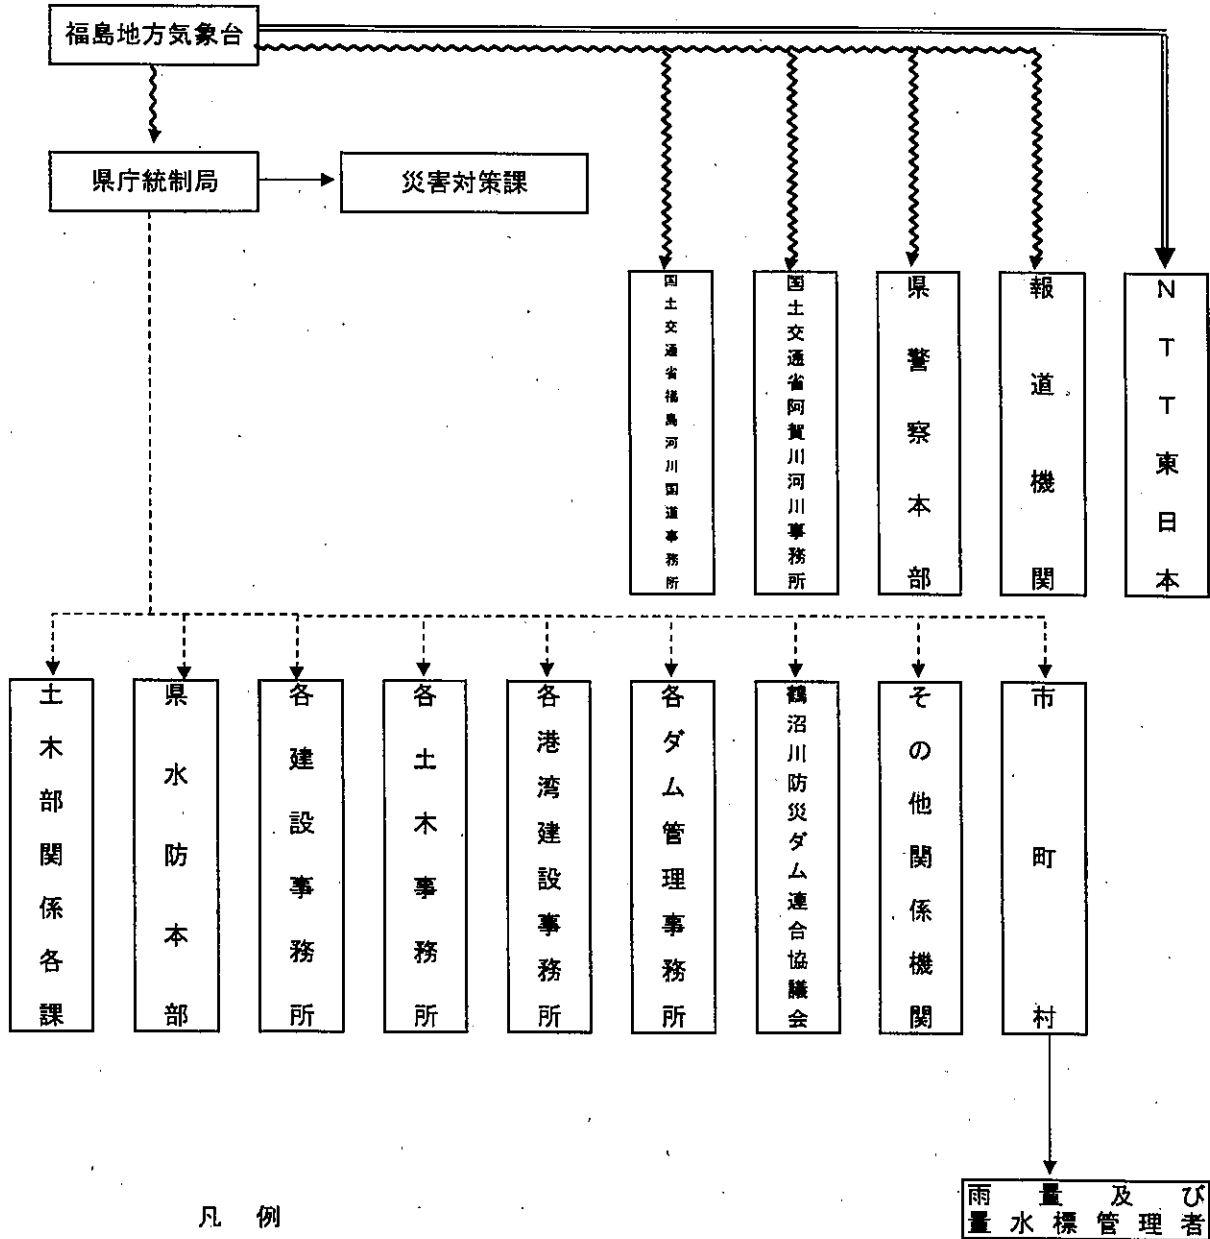 福島地方気象台
県庁統制局
災害対策課
国土交通省福島河川国道事務所
国土交通省阿賀川河川事務所
県警察本部
報道機関
NTT東日本
土木部関係各課
県水防本部
各建設事務所
各土木事務所
各港湾建設事務所
各ダム管理事務所
鶴沼川防災ダム連合協議会
その他関係機関
市町村
雨量及び
量水標管理者
凡例